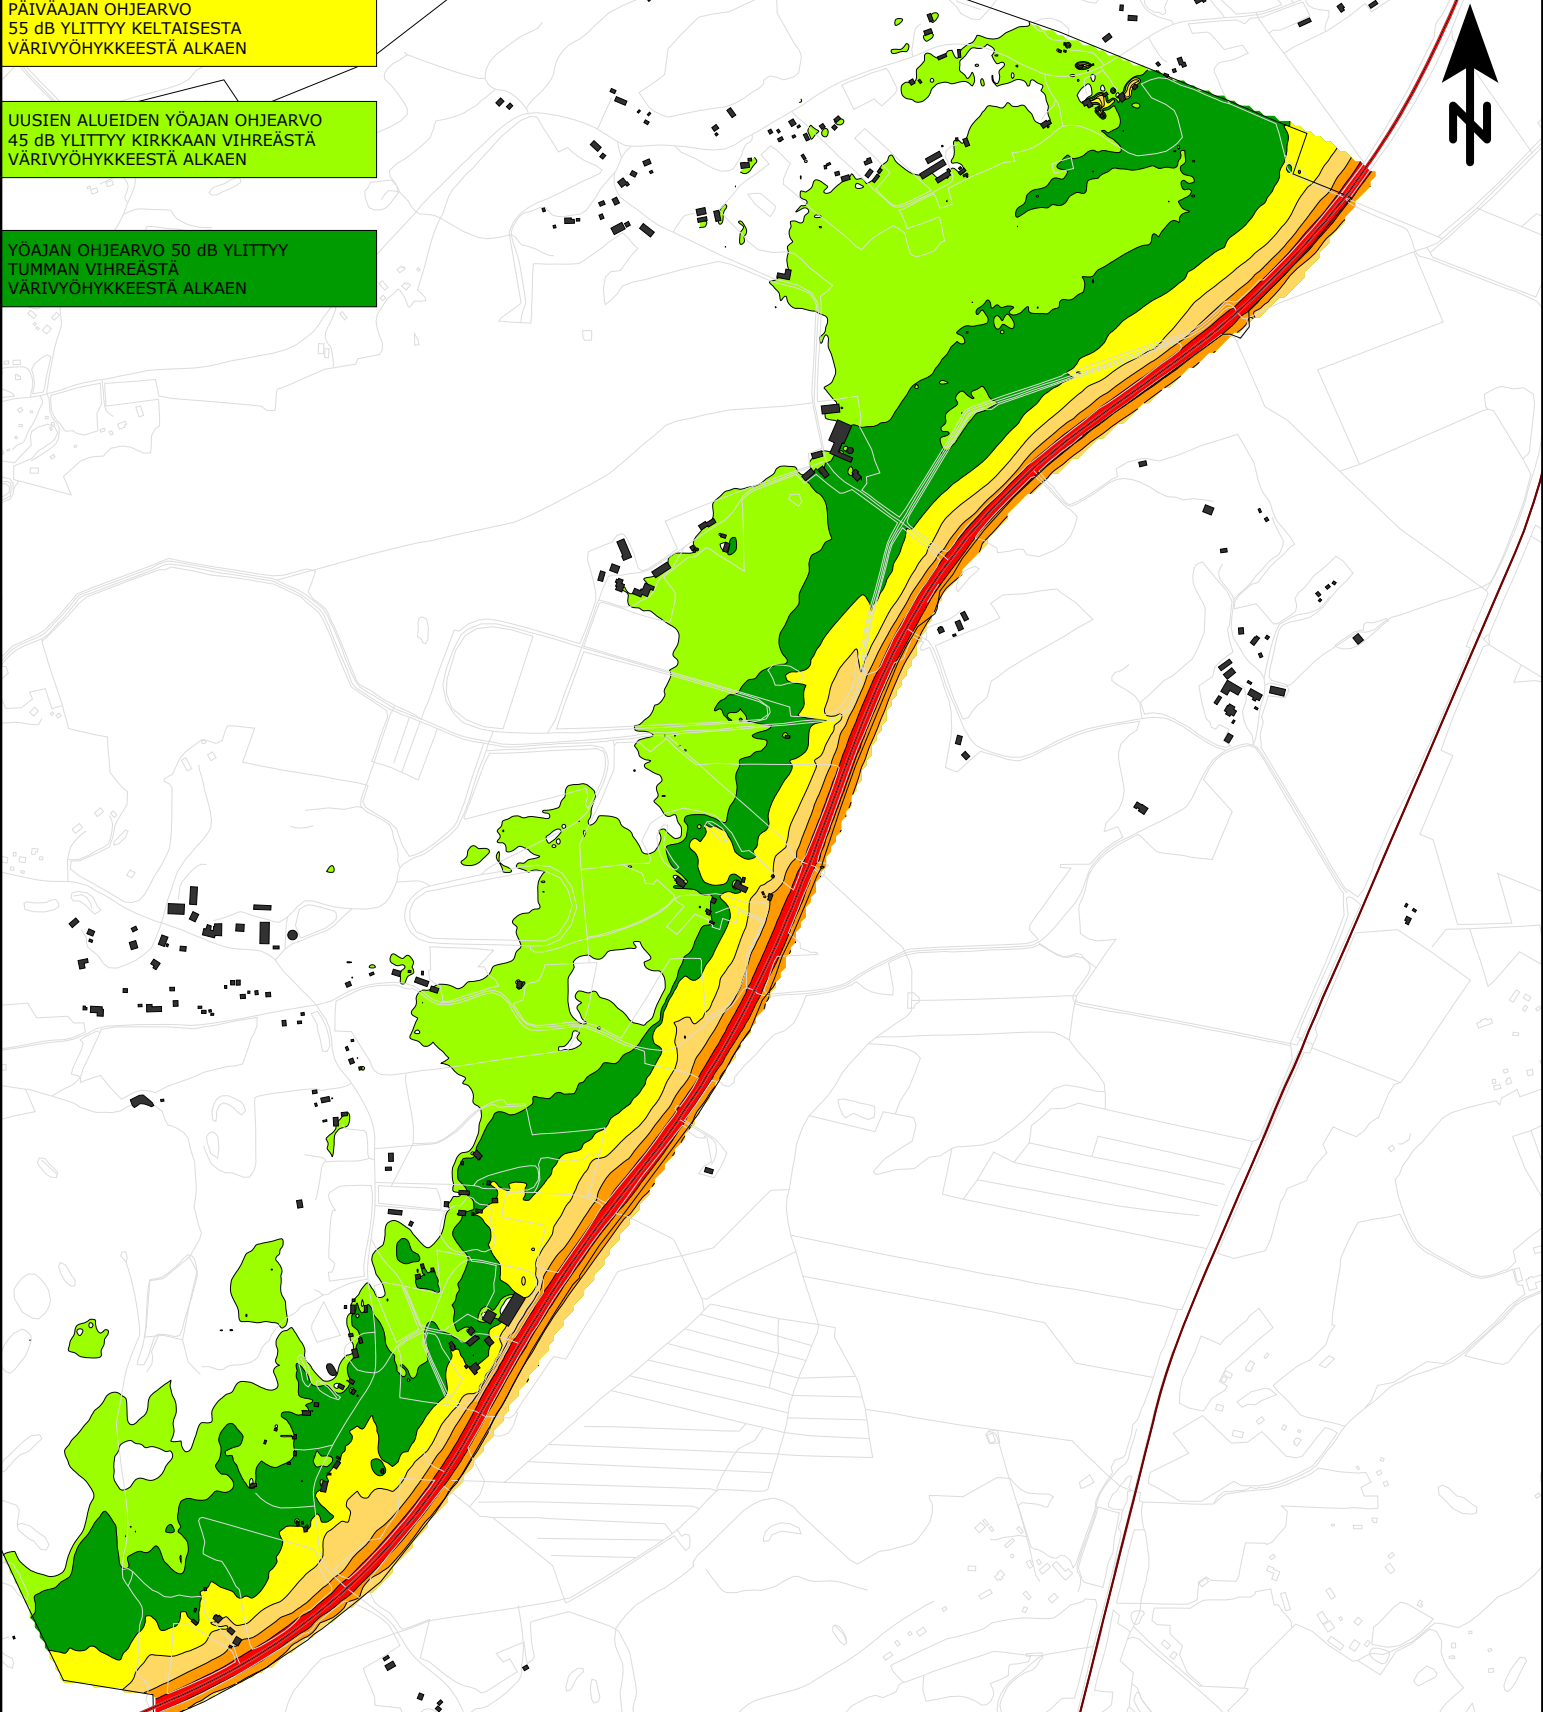 PÄIVÄAJAN OHJEARVO
55 dB YLITTYY KELTAISESTA
VÄRIVYÖHYKKEESTÄ ALKAEN
UUSIEN ALUEIDEN YÖAJAN OHJEARVO
45 dB YLITTYY KIRKKAAN VIHREÄSTÄ
VÄRIVYÖHYKKEESTÄ ALKAEN
YÖAJAN OHJEARVO 50 dB YLITTYY
TUMMAN VIHREÄSTÄ
VÄRIVYÖHYKKEESTÄ ALKAEN
N